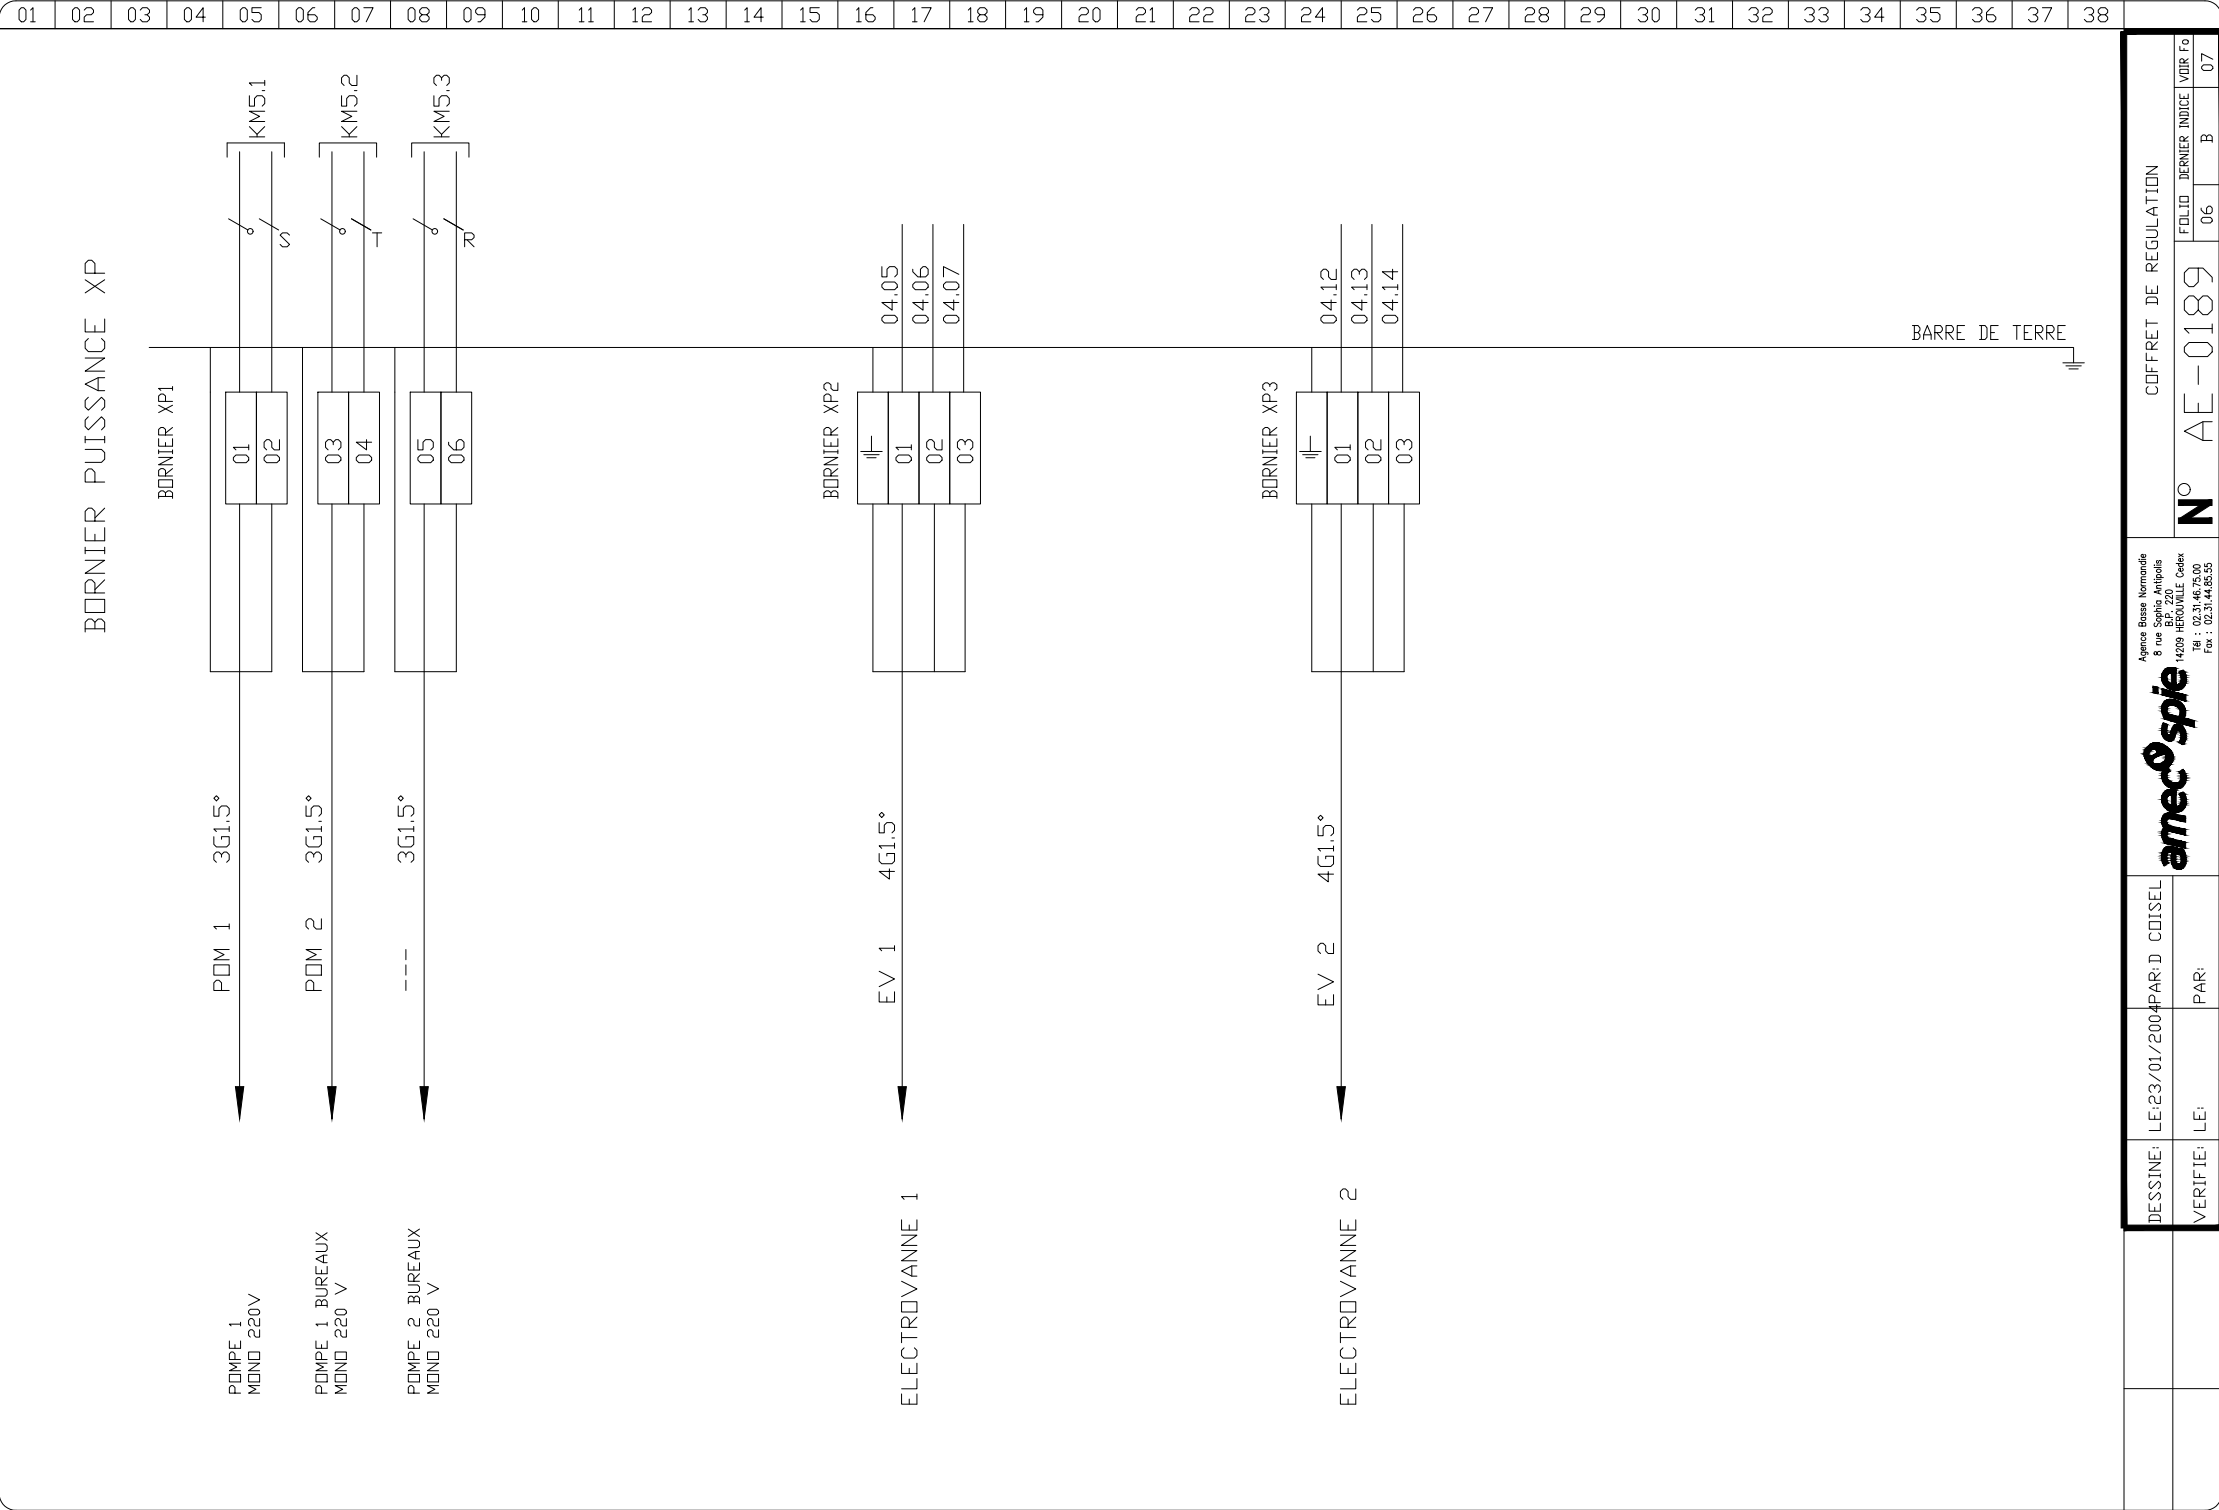 01 02 03 04 05 06 07 08 09 10 11 12 13 14 15 16 17 18 19 20 21 22 23 24 25 26 27 28 29 30 31 32 33 34 35 36 37 38
BORNIER PUISSANCE XP
KM5.1
KM5.2
KM5.3
S
T
R
04.05
04.06
04.07
04.12
04.13
04.14
BARRE DE TERRE
BORNIER XP1
01
02
03
04
05
06
BORNIER XP2
01
02
03
BORNIER XP3
01
02
03
POM 1 3G1.5°
POM 2 3G1.5°
--- 3G1.5°
EV 1 4G1.5°
EV 2 4G1.5°
POMPE 1
MONO 220V
POMPE 1 BUREAUX
MONO 220 V
POMPE 2 BUREAUX
MONO 220 V
ELECTROVANNE 1
ELECTROVANNE 2
DESSINE: LE:23/01/2004PAR:D COISEL
VERIFIE: LE: PAR:
amec spie
Agence Basse Normandie
8 rue Sophia Antipolis
B.P. 220
14209 HEROUVILLE Cedex
Tél : 02.31.46.75.00
Fax : 02.31.44.85.55
COFFRET DE REGULATION
N° AE-0189
FOLIO DERNIER INDICE VOIR Fo
06 B 07